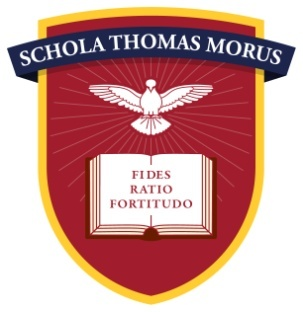 SCHOLA THOMAS MORUS
FIDES
RATIO
FORTITUDO